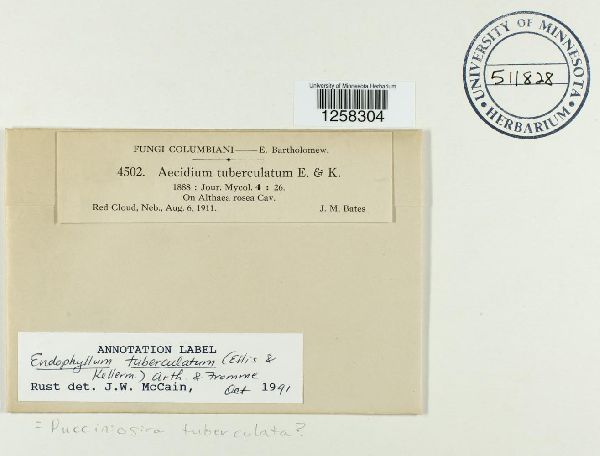 UNIVERSITY OF MINNESOTA
511828
• HERBARIUM •
University of Minnesota Herbarium
1258304
FUNGI COLUMBIANI—E. Bartholomew.
4502. Aecidium tuberculatum E. & K.
1888 : Jour. Mycol. 4 : 26.
On Althaea rosea Cav.
Red Cloud, Neb., Aug. 6, 1911. J. M. Bates
ANNOTATION LABEL
Endophyllum tuberculatum (Ellis &
Kellerm.) Arth. & Fromme
Rust det. J.W. McCain, Oct 1991
= Pucciniosira tuberculata?